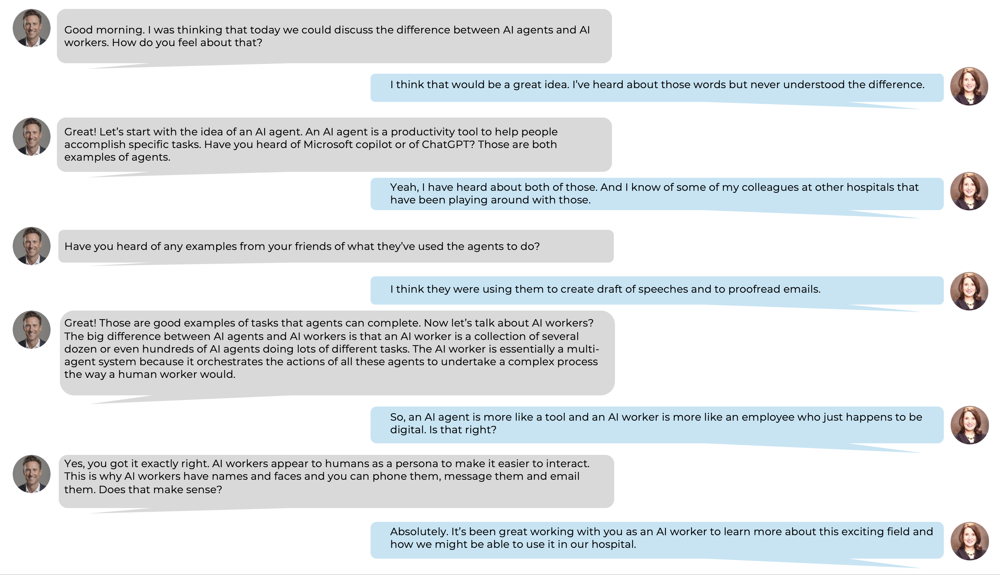 Good morning. I was thinking that today we could discuss the difference between AI agents and AI
workers. How do you feel about that?
I think that would be a great idea. I’ve heard about those words but never understood the difference.
Great! Let’s start with the idea of an AI agent. An AI agent is a productivity tool to help people
accomplish specific tasks. Have you heard of Microsoft copilot or of ChatGPT? Those are both
examples of agents.
Yeah, I have heard about both of those. And I know of some of my colleagues at other hospitals that
have been playing around with those.
Have you heard of any examples from your friends of what they’ve used the agents to do?
I think they were using them to create draft of speeches and to proofread emails.
Great! Those are good examples of tasks that agents can complete. Now let’s talk about AI workers?
The big difference between AI agents and AI workers is that an AI worker is a collection of several
dozen or even hundreds of AI agents doing lots of different tasks. The AI worker is essentially a multi-
agent system because it orchestrates the actions of all these agents to undertake a complex process
the way a human worker would.
So, an AI agent is more like a tool and an AI worker is more like an employee who just happens to be
digital. Is that right?
Yes, you got it exactly right. AI workers appear to humans as a persona to make it easier to interact.
This is why AI workers have names and faces and you can phone them, message them and email
them. Does that make sense?
Absolutely. It’s been great working with you as an AI worker to learn more about this exciting field and
how we might be able to use it in our hospital.